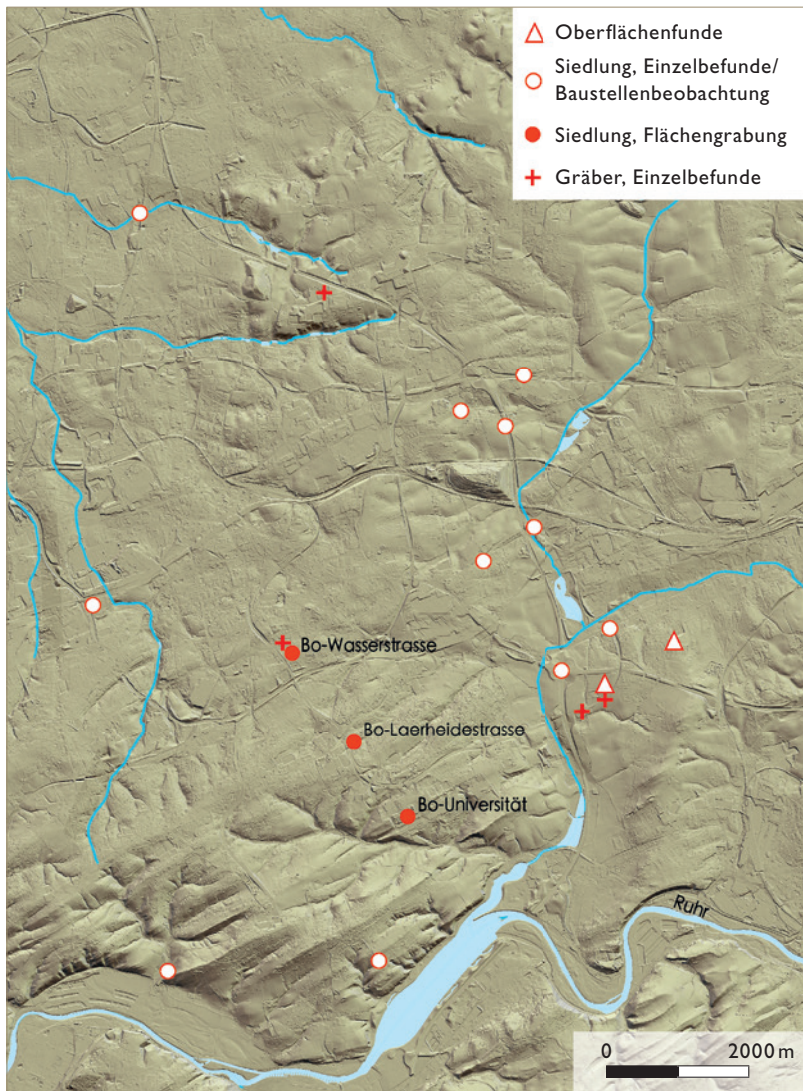 Oberflächenfunde
Siedlung, Einzelbefunde/
Baustellenbeobachtung
Siedlung, Flächengrabung
Gräber, Einzelbefunde
Bo-Wasserstrasse
Bo-Laerheidestrasse
Bo-Universität
Ruhr
0 2000 m